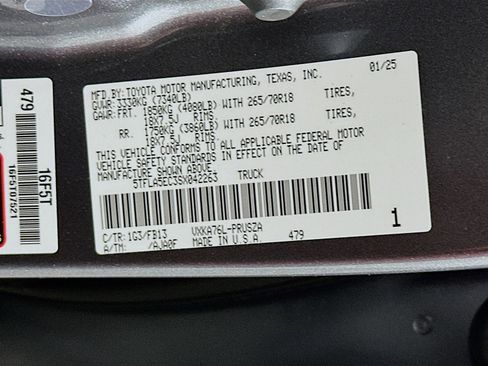 MFD.BY: TOYOTA MOTOR MANUFACTURING, TEXAS, INC. 01/25
GVWR: 3330KG (7340LB)
GAWR: FRT. 1850KG (4080LB) WITH 265/70R18 TIRES,
18X7.5J RIMS.
RR. 1750KG (3860LB) WITH 265/70R18 TIRES,
18X7.5J RIMS.
THIS VEHICLE CONFORMS TO ALL APPLICABLE FEDERAL MOTOR
VEHICLE SAFETY STANDARDS IN EFFECT ON THE DATE OF
MANUFACTURE SHOWN ABOVE.
5TFLA5EC3SX042263 TRUCK
C/TR: 1G3/FB13 VXKA76L-PRUSZA
A/TM: /AJA0F MADE IN U.S.A. 479
1
479
16F5T
16F5T07521